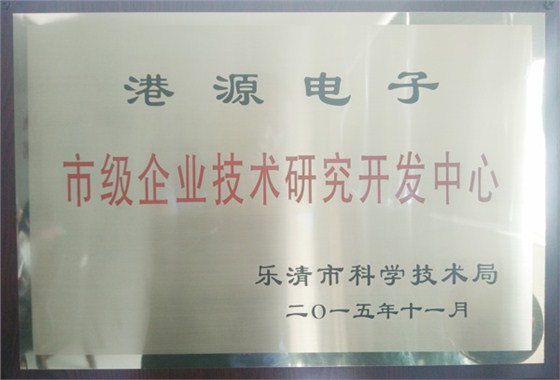 港源电子
市级企业技术研究开发中心
乐清市科学技术局
二〇一五年十一月